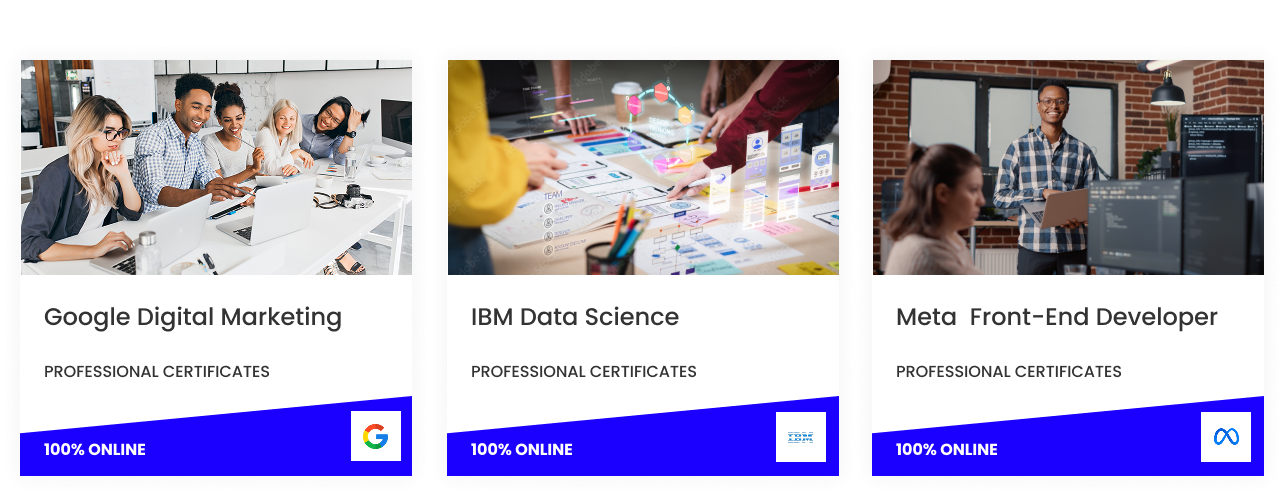 TEAM
Google Digital Marketing
IBM Data Science
Meta  Front-End Developer
PROFESSIONAL CERTIFICATES
PROFESSIONAL CERTIFICATES
PROFESSIONAL CERTIFICATES
100% ONLINE
G
100% ONLINE
IBM
100% ONLINE